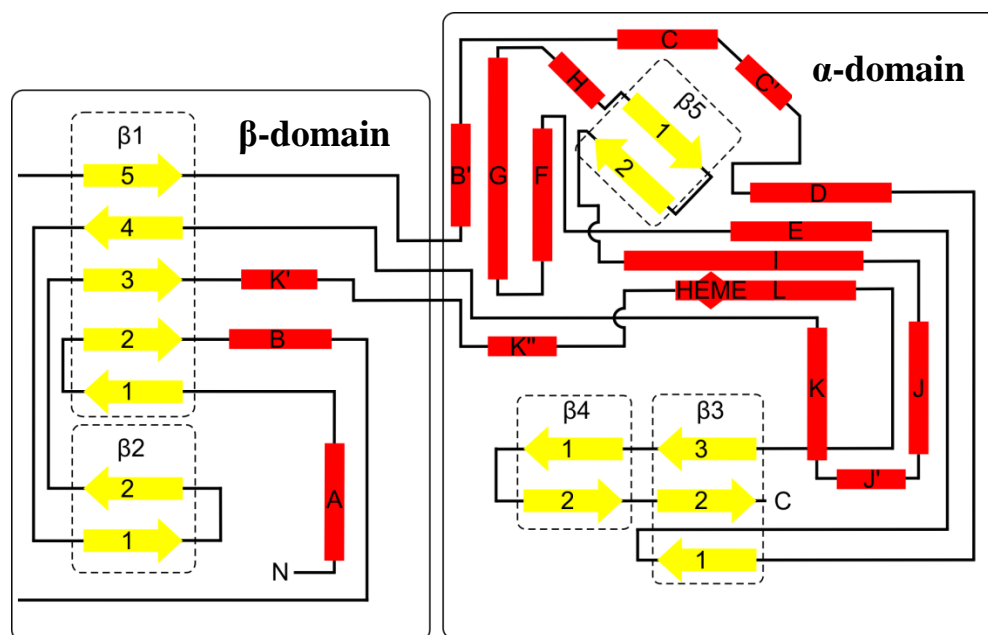 β-domain
β1
5
4
3
2
1
β2
2
1
K'
B
A
N
α-domain
C
C'
H
β5
1
2
B'
G
F
D
E
I
HEME L
K''
K
J
J'
β4
1
2
β3
3
2
1
C